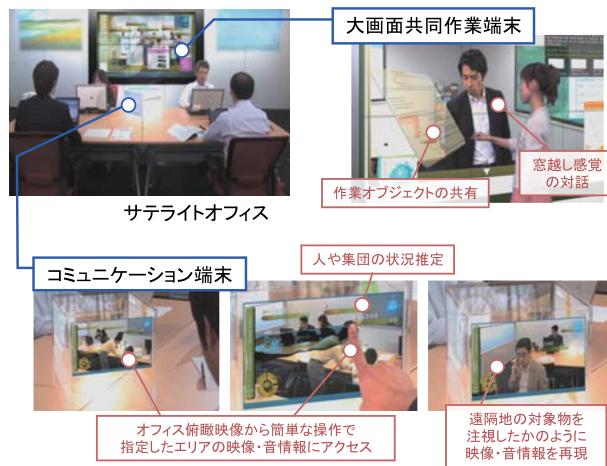 大画面共同作業端末
窓越し感覚
の対話
作業オブジェクトの共有
サテライトオフィス
コミュニケーション端末
人や集団の状況推定
オフィス俯瞰映像から簡単な操作で
指定したエリアの映像・音情報にアクセス
遠隔地の対象物を
注視したかのように
映像・音情報を再現